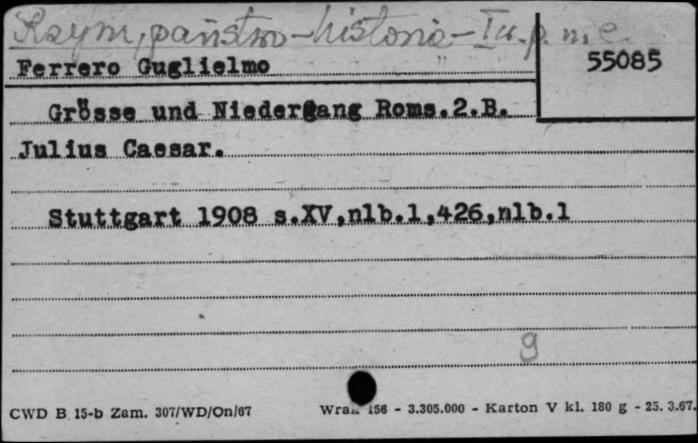 Rzym, państwo - historia - I w. p. n. e.
Ferrero Guglielmo
55085
Grösse und Niedergang Roms.2.B.
Julius Caesar.
Stuttgart 1908 s.XV,nlb.1,426,nlb.1
9
CWD B 15-b Zam. 307/WD/On/67 156 - 3.305.000 - Karton V kl. 180 g - 25. 3.67.